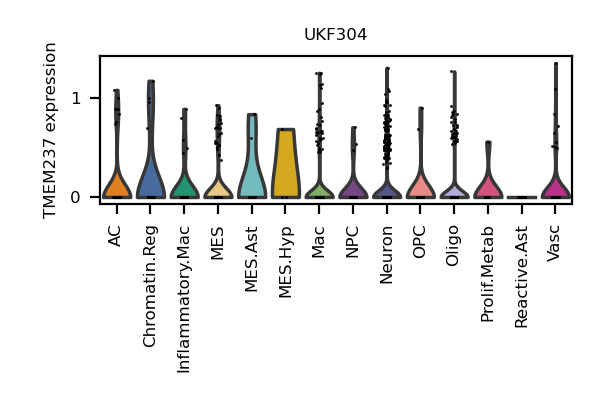 UKF304
TMEM237 expression
1
0
AC
Chromatin.Reg
Inflammatory.Mac
MES
MES.Ast
MES.Hyp
Mac
NPC
Neuron
OPC
Oligo
Prolif.Metab
Reactive.Ast
Vasc